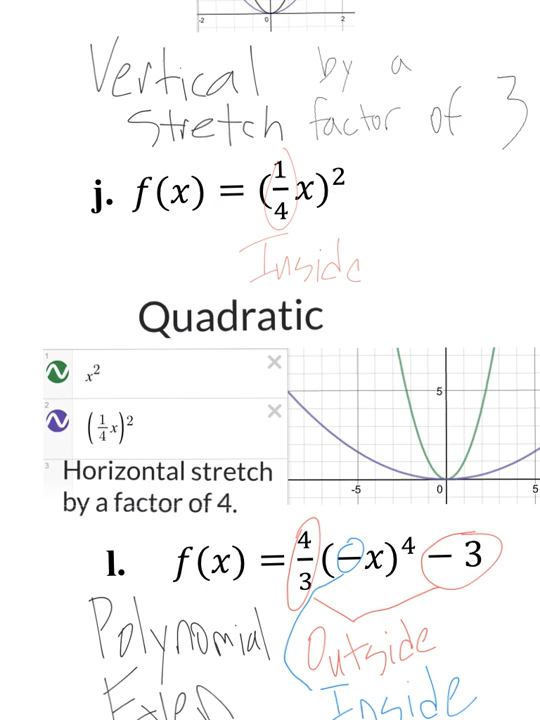 -2 0 2
Vertical by a
stretch factor of 3
j. f(x) = (1/4 x)²
Inside
Quadratic
1 x²
2 (1/4 x)²
3 Horizontal stretch
by a factor of 4.
5
-5 0 5
l. f(x) = 4/3 (−x)⁴ − 3
Polynomial Outside
Even Inside